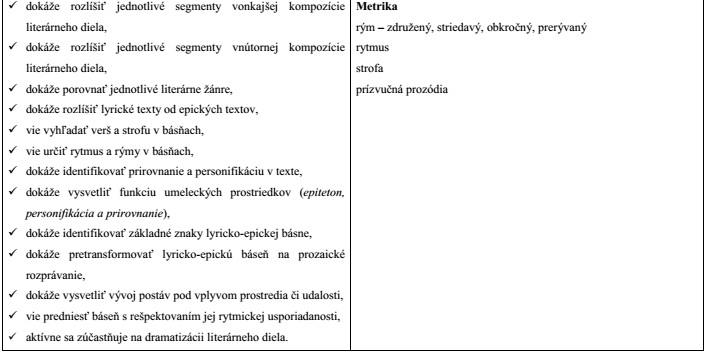 ✓ dokáže rozlíšiť jednotlivé segmenty vonkajšej kompozície
literárneho diela,
✓ dokáže rozlíšiť jednotlivé segmenty vnútornej kompozície
literárneho diela,
✓ dokáže porovnať jednotlivé literárne žánre,
✓ dokáže rozlíšiť lyrické texty od epických textov,
✓ vie vyhľadať verš a strofu v básňach,
✓ vie určiť rytmus a rýmy v básňach,
✓ dokáže identifikovať prirovnanie a personifikáciu v texte,
✓ dokáže vysvetliť funkciu umeleckých prostriedkov (epiteton,
personifikácia a prirovnanie),
✓ dokáže identifikovať základné znaky lyricko-epickej básne,
✓ dokáže pretransformovať lyricko-epickú báseň na prozaické
rozprávanie,
✓ dokáže vysvetliť vývoj postáv pod vplyvom prostredia či udalosti,
✓ vie predniesť báseň s rešpektovaním jej rytmickej usporiadanosti,
✓ aktívne sa zúčastňuje na dramatizácii literárneho diela.
Metrika
rým – združený, striedavý, obkročný, prerývaný
rytmus
strofa
prízvučná prozódia